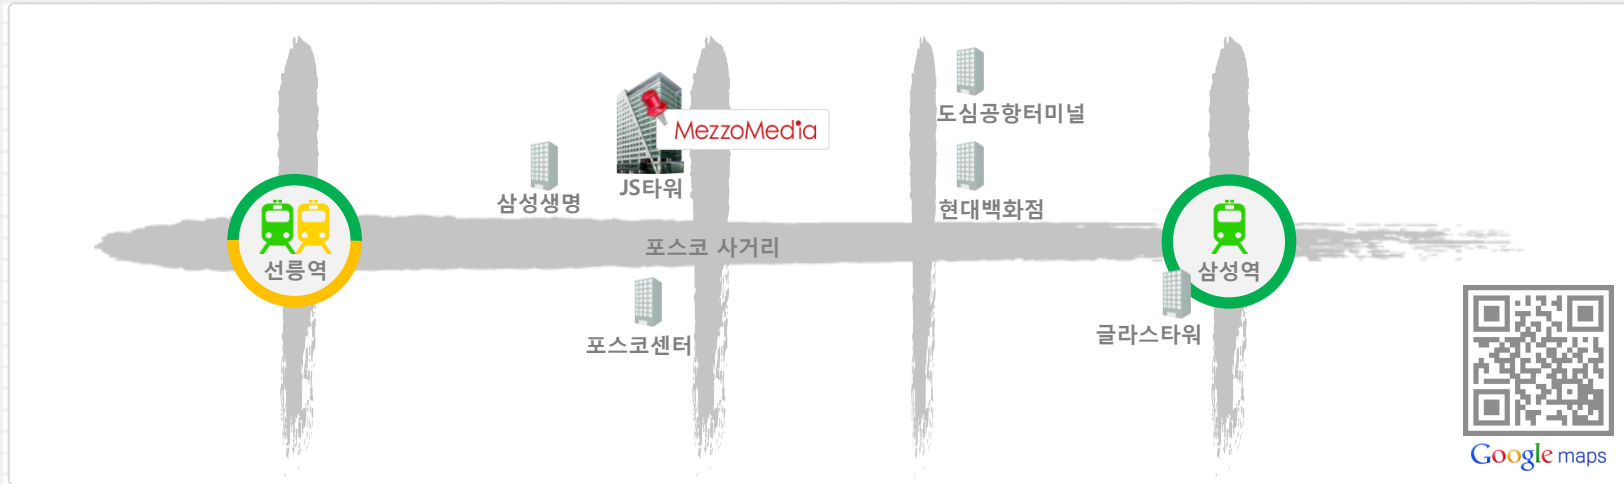 도심공항터미널
MezzoMedia
JS타워
삼성생명
현대백화점
포스코 사거리
선릉역
삼성역
글라스타워
포스코센터
Google maps